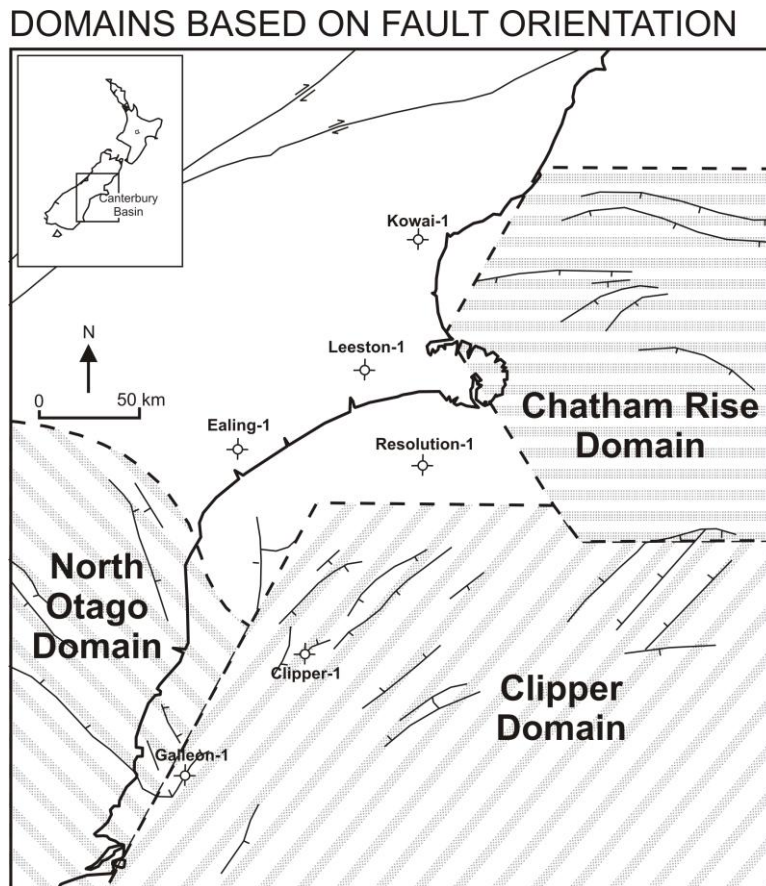 DOMAINS BASED ON FAULT ORIENTATION
Canterbury
Basin
Kowai-1
N
Leeston-1
0 50 km
Chatham Rise
Domain
Ealing-1
Resolution-1
North
Otago
Domain
Clipper-1
Clipper
Domain
Galleon-1